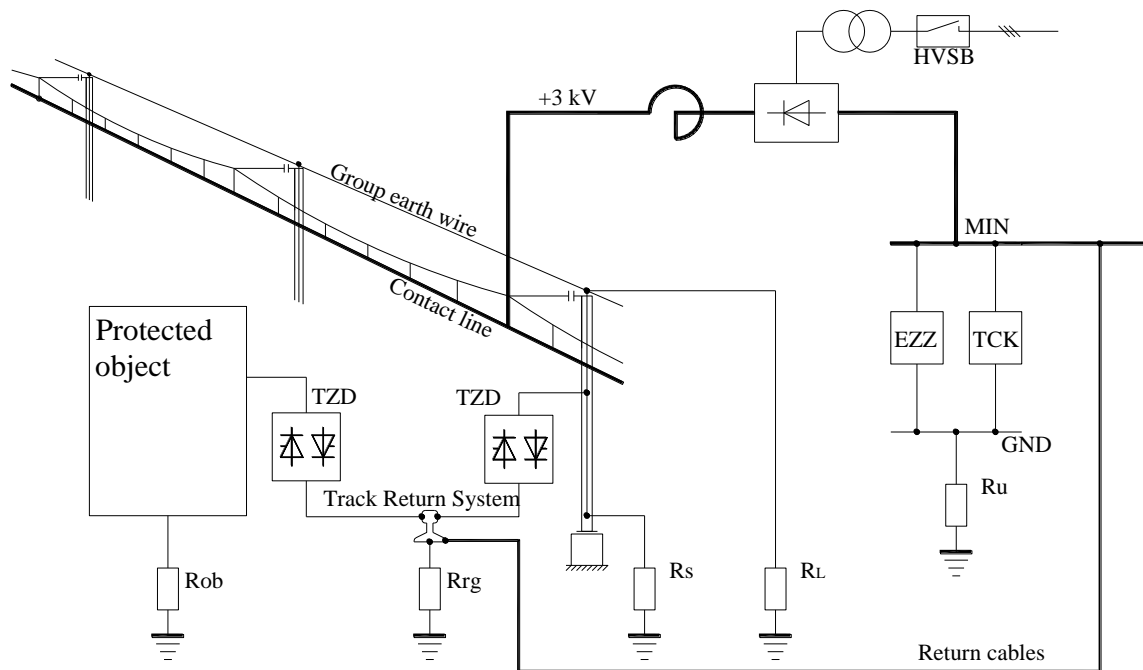 HVSB
+3 kV
Group earth wire
MIN
Contact line
Protected
object
EZZ
TCK
TZD
TZD
GND
Track Return System
Ru
Rob
Rrg
Rs
RL
Return cables